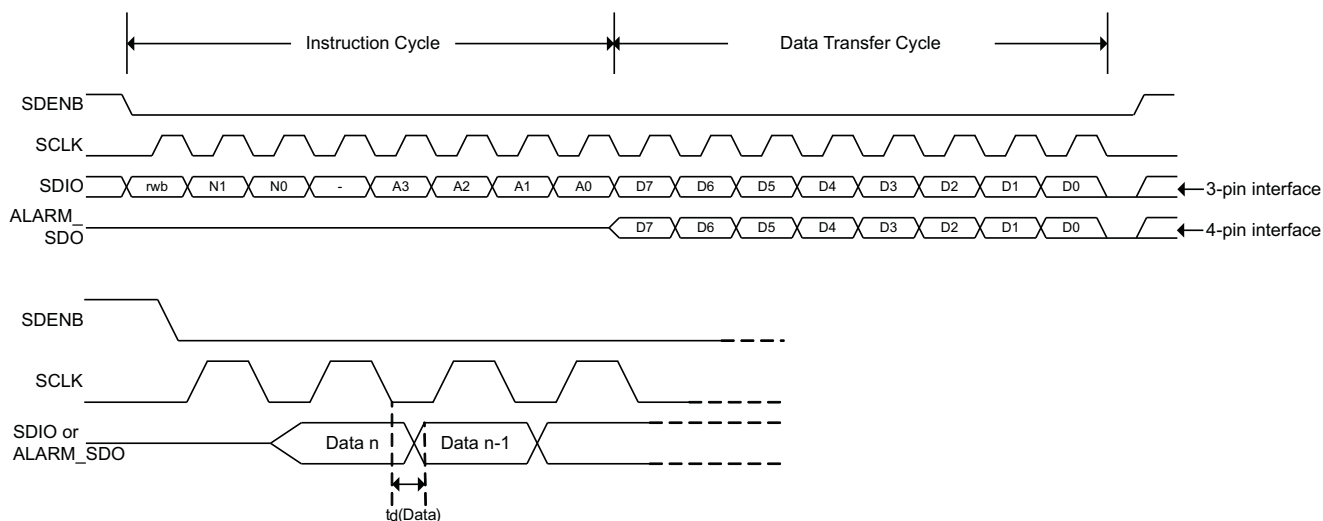 Instruction Cycle Data Transfer Cycle
SDENB
SCLK
SDIO rwb N1 N0 - A3 A2 A1 A0 D7 D6 D5 D4 D3 D2 D1 D0 3-pin interface
ALARM_
SDO D7 D6 D5 D4 D3 D2 D1 D0 4-pin interface
SDENB
SCLK
SDIO or
ALARM_SDO Data n Data n-1
td(Data)